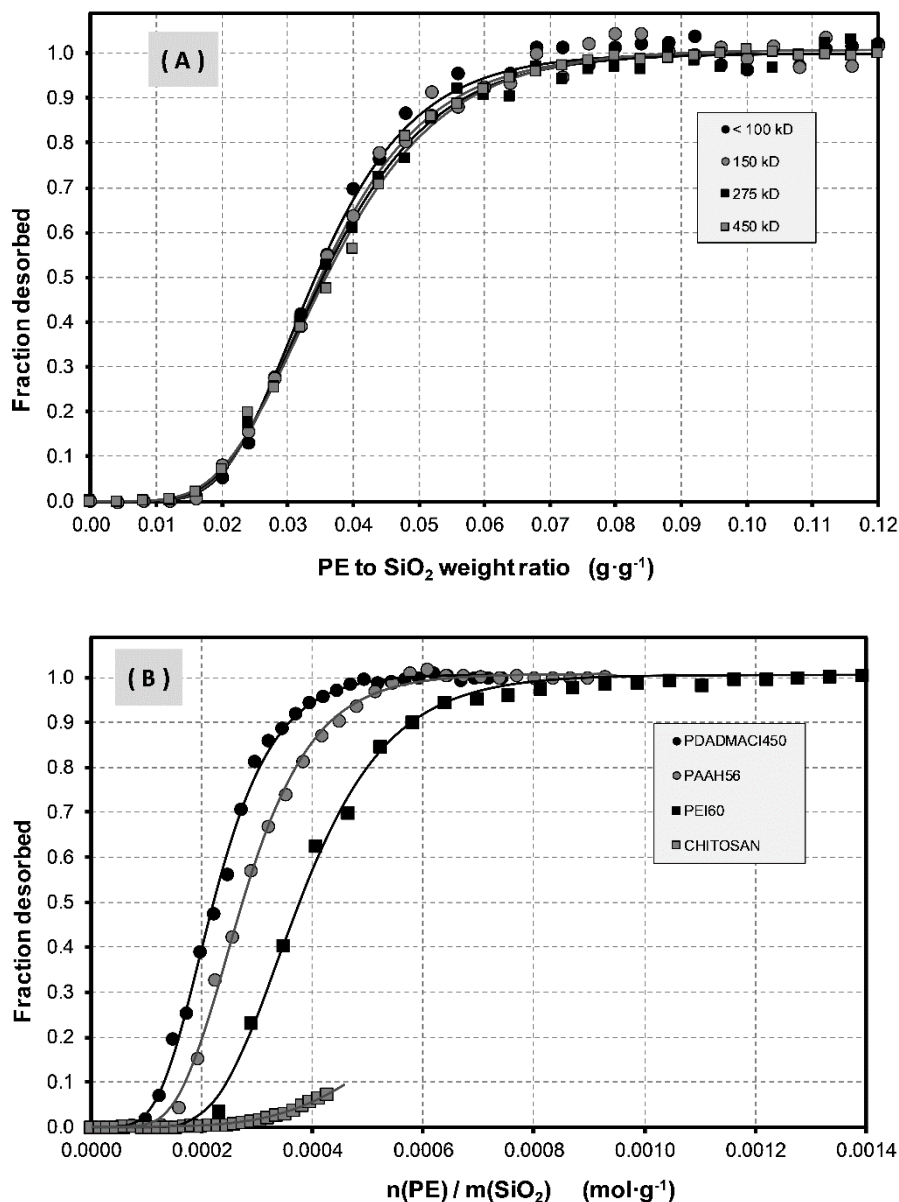 ( A )
1.0
0.9
0.8
0.7
0.6
0.5
0.4
0.3
0.2
0.1
0.0
Fraction desorbed
< 100 kD
150 kD
275 kD
450 kD
0.00 0.01 0.02 0.03 0.04 0.05 0.06 0.07 0.08 0.09 0.10 0.11 0.12
PE to SiO₂ weight ratio (g·g⁻¹)
( B )
1.0
0.9
0.8
0.7
0.6
0.5
0.4
0.3
0.2
0.1
0.0
Fraction desorbed
PDADMACl450
PAAH56
PEI60
CHITOSAN
0.0000 0.0002 0.0004 0.0006 0.0008 0.0010 0.0012 0.0014
n(PE) / m(SiO₂) (mol·g⁻¹)